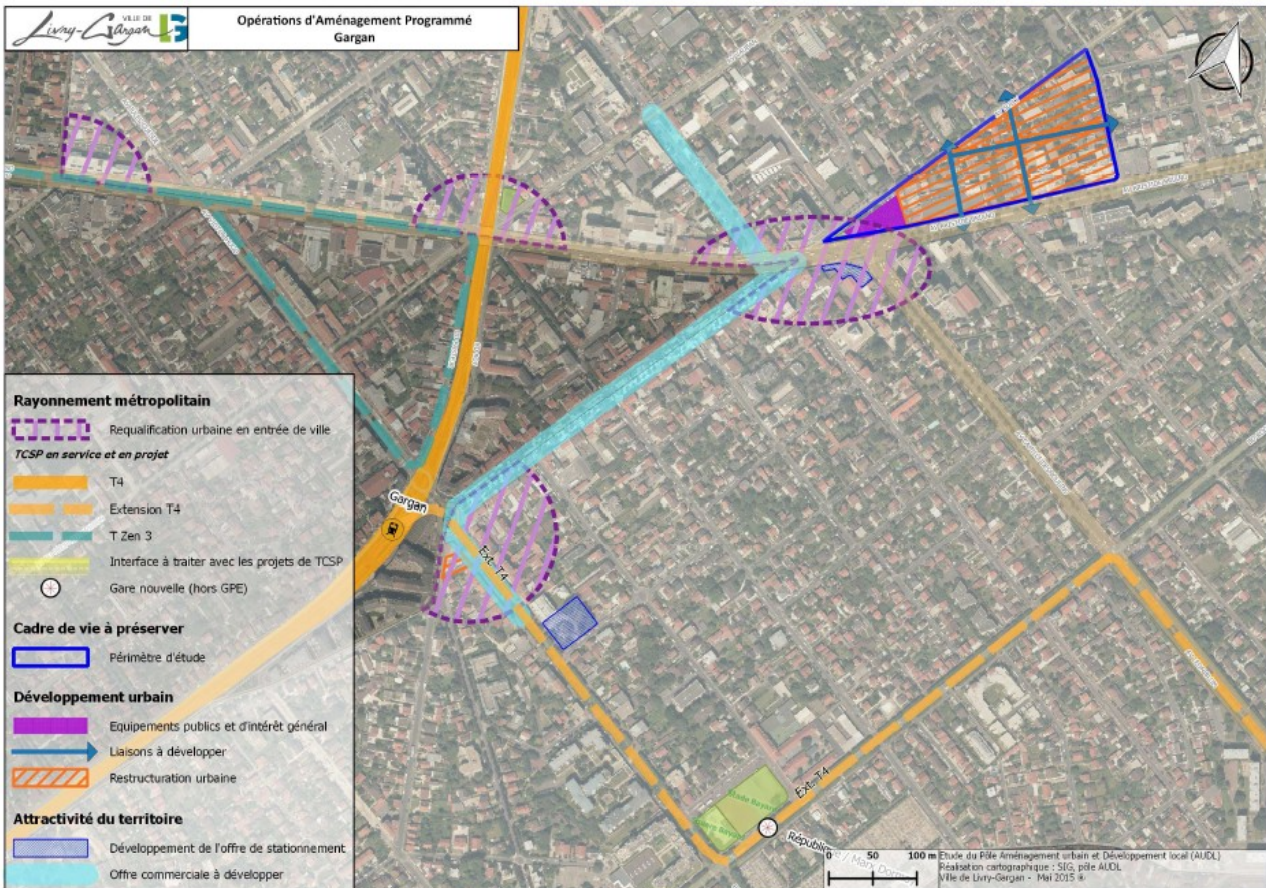 Livry-Gargan
VILLE DE
LG
Opérations d'Aménagement Programmé
Gargan
Gargan
Ext. T4
Ext. T4
Stade Bayard
République / Marx Dormoy
Rayonnement métropolitain
Requalification urbaine en entrée de ville
TCSP en service et en projet
T4
Extension T4
T Zen 3
Interface à traiter avec les projets de TCSP
Gare nouvelle (hors GPE)
Cadre de vie à préserver
Périmètre d'étude
Développement urbain
Equipements publics et d'intérêt général
Liaisons à développer
Restructuration urbaine
Attractivité du territoire
Développement de l'offre de stationnement
Offre commerciale à développer
0 50 100 m
Etude du Pôle Aménagement urbain et Développement local (AUDL)
Réalisation cartographique : SIG, pôle AUDL
Ville de Livry-Gargan - Mai 2015 ®